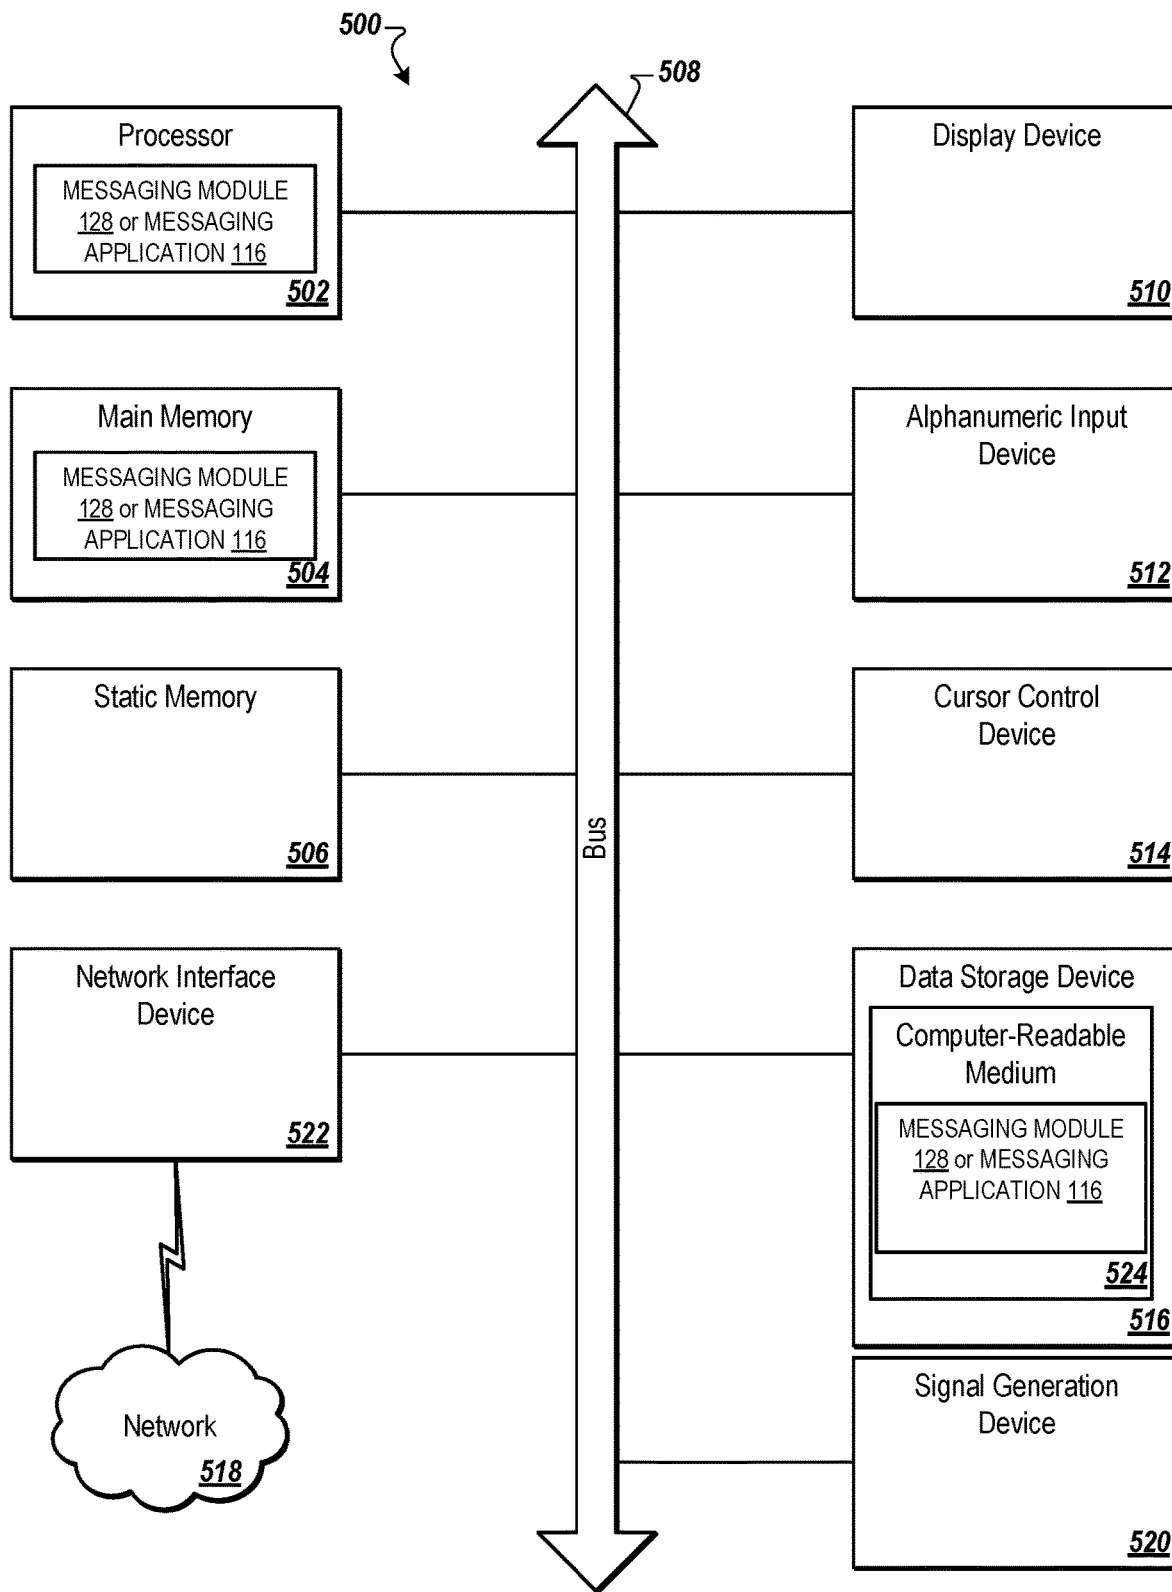 500
508
Processor
MESSAGING MODULE
128 or MESSAGING
APPLICATION 116
502
Display Device
510
Main Memory
MESSAGING MODULE
128 or MESSAGING
APPLICATION 116
504
Alphanumeric Input
Device
512
Static Memory
506
Cursor Control
Device
514
Bus
Network Interface
Device
522
Data Storage Device
Computer-Readable
Medium
MESSAGING MODULE
128 or MESSAGING
APPLICATION 116
524
516
Network
518
Signal Generation
Device
520